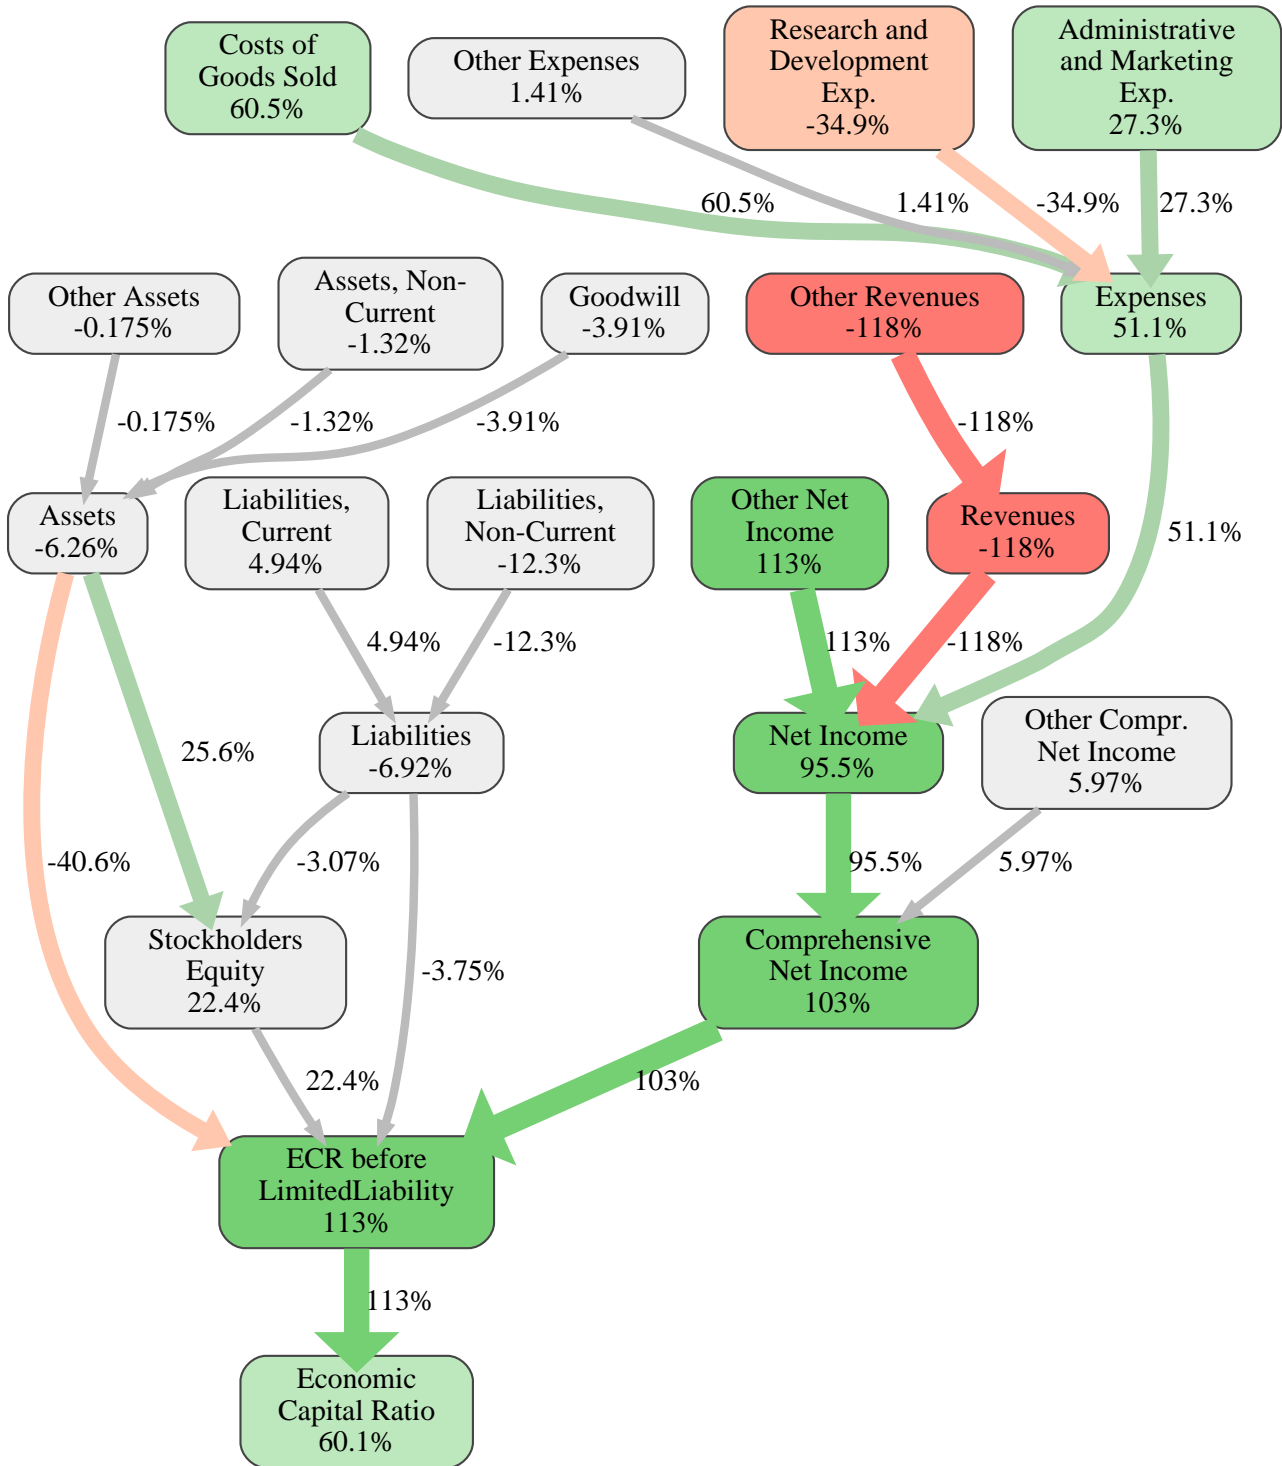 Costs of
Goods Sold
60.5%
Other Expenses
1.41%
Research and
Development
Exp.
-34.9%
Administrative
and Marketing
Exp.
27.3%
60.5%
1.41%
-34.9%
27.3%
Other Assets
-0.175%
Assets, Non-
Current
-1.32%
Goodwill
-3.91%
Other Revenues
-118%
Expenses
51.1%
-0.175%
-1.32%
-3.91%
-118%
51.1%
Assets
-6.26%
Liabilities,
Current
4.94%
Liabilities,
Non-Current
-12.3%
Other Net
Income
113%
Revenues
-118%
4.94%
-12.3%
113%
-118%
25.6%
Liabilities
-6.92%
Net Income
95.5%
Other Compr.
Net Income
5.97%
-40.6%
-3.07%
95.5%
5.97%
Stockholders
Equity
22.4%
-3.75%
Comprehensive
Net Income
103%
22.4%
103%
ECR before
LimitedLiability
113%
113%
Economic
Capital Ratio
60.1%